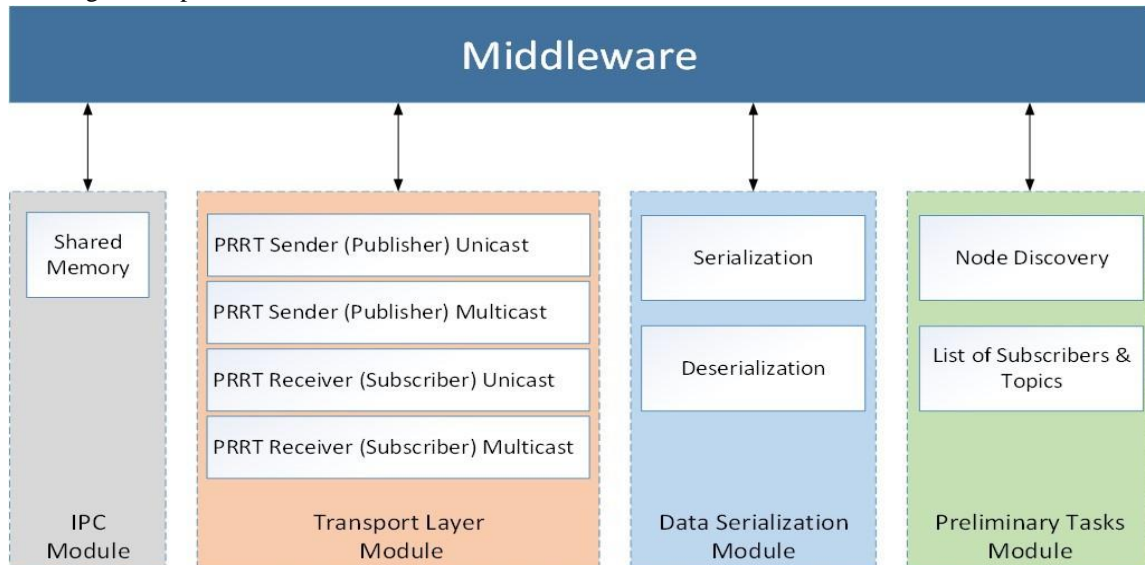 Middleware
Shared
Memory
IPC
Module
PRRT Sender (Publisher) Unicast
PRRT Sender (Publisher) Multicast
PRRT Receiver (Subscriber) Unicast
PRRT Receiver (Subscriber) Multicast
Transport Layer
Module
Serialization
Deserialization
Data Serialization
Module
Node Discovery
List of Subscribers &
Topics
Preliminary Tasks
Module